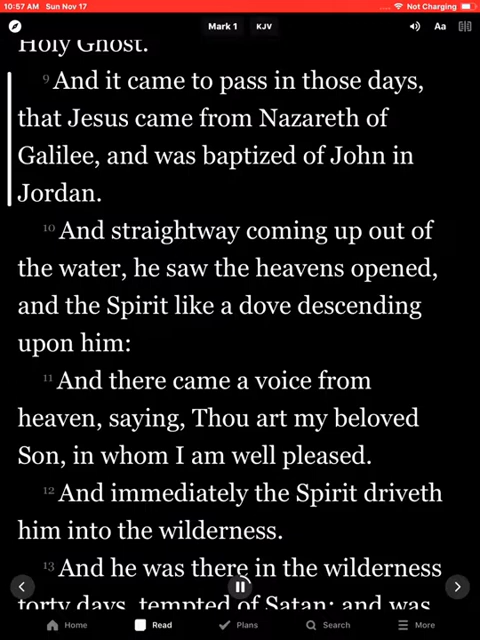 10:57 AM Sun Nov 17 Not Charging
Mark 1 KJV Aa
Holy Ghost.
9 And it came to pass in those days,
that Jesus came from Nazareth of
Galilee, and was baptized of John in
Jordan.
10 And straightway coming up out of
the water, he saw the heavens opened,
and the Spirit like a dove descending
upon him:
11 And there came a voice from
heaven, saying, Thou art my beloved
Son, in whom I am well pleased.
12 And immediately the Spirit driveth
him into the wilderness.
13 And he was there in the wilderness
forty days, tempted of Satan; and was
Home Read Plans Search More